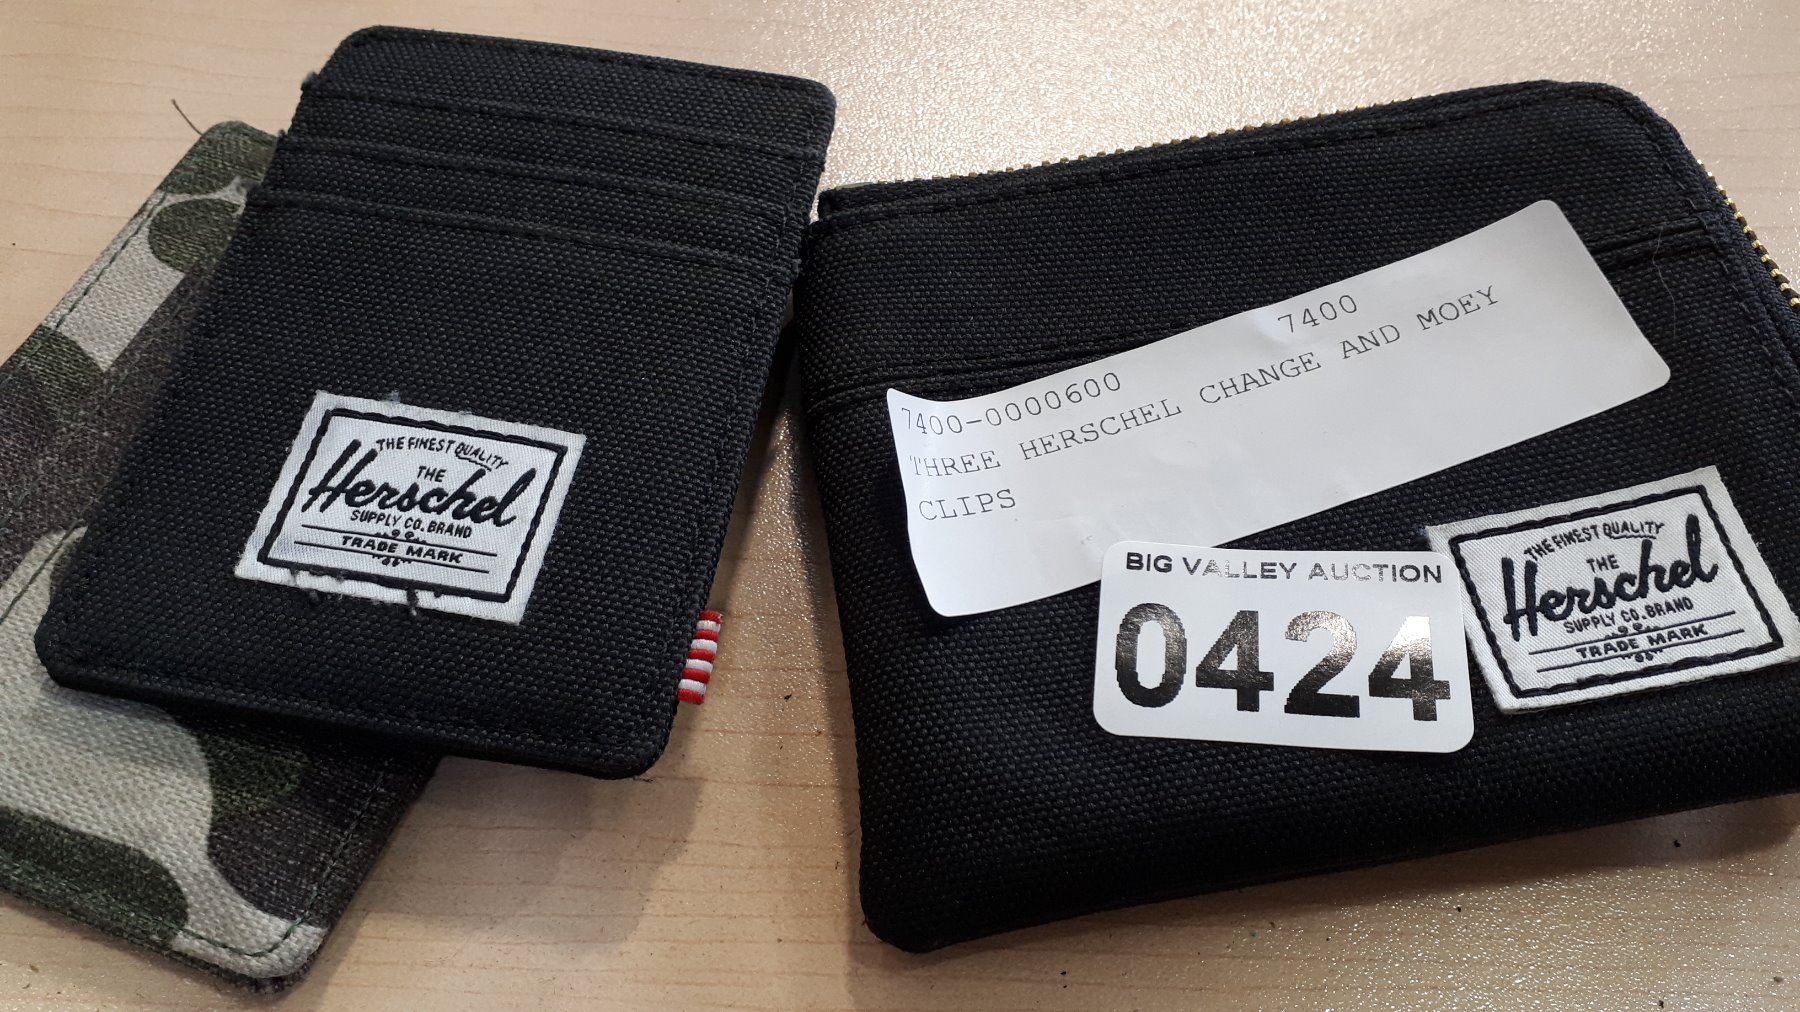 THE FINEST QUALITY
THE
Herschel
SUPPLY CO. BRAND
TRADE MARK
7400
7400-0000600
THREE HERSCHEL CHANGE AND MOEY
CLIPS
BIG VALLEY AUCTION
0424
THE FINEST QUALITY
THE
Herschel
SUPPLY CO. BRAND
TRADE MARK